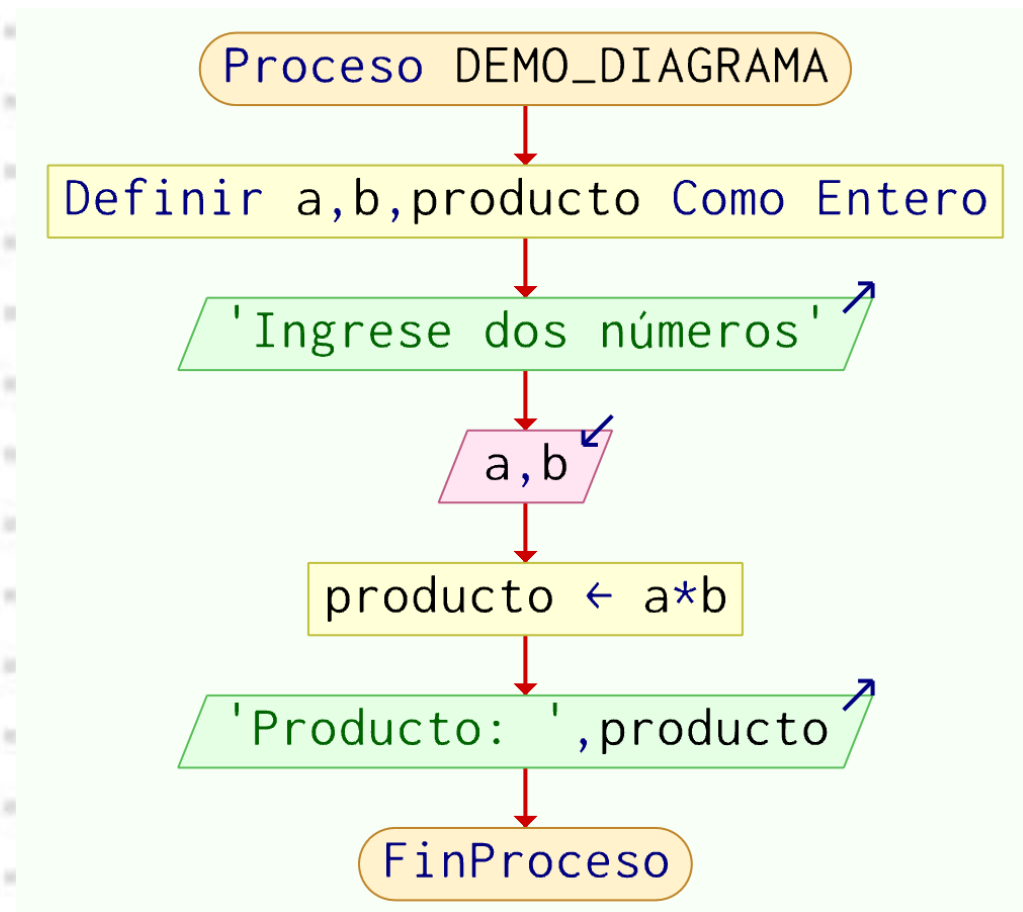 Proceso DEMO_DIAGRAMA
Definir a,b,producto Como Entero
'Ingrese dos números'
a,b
producto ← a*b
'Producto: ',producto
FinProceso